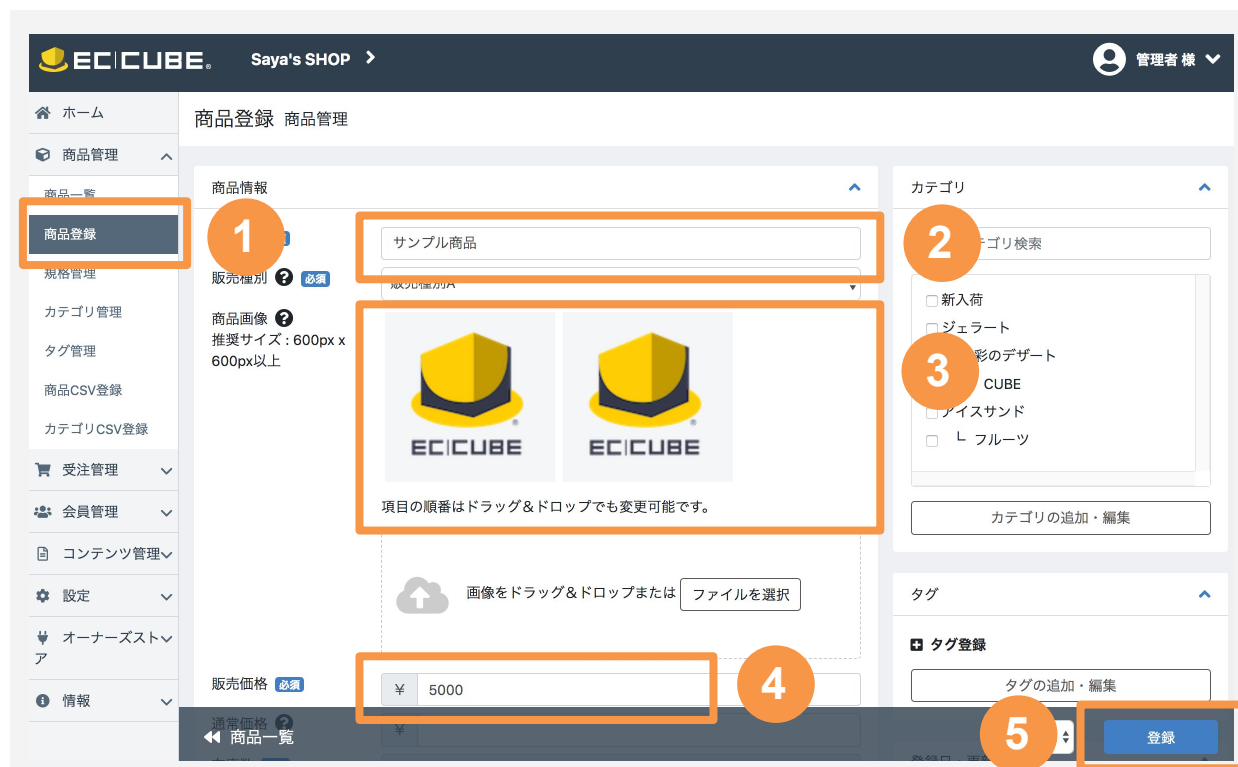 EC CUBE®
Saya's SHOP
管理者 様
ホーム
商品管理
商品一覧
商品登録
規格管理
カテゴリ管理
タグ管理
商品CSV登録
カテゴリCSV登録
受注管理
会員管理
コンテンツ管理
設定
オーナーズスト
ア
情報
商品登録 商品管理
商品情報
1
サンプル商品
販売種別 ? 必須
販売種別A
商品画像 ?
推奨サイズ : 600px x
600px以上
EC CUBE
EC CUBE
項目の順番はドラッグ＆ドロップでも変更可能です。
画像をドラッグ＆ドロップまたは ファイルを選択
販売価格 必須
¥ 5000
4
通常価格 ?
¥
商品一覧
カテゴリ
2
ゴリ検索
新入荷
ジェラート
3
彩のデザート
CUBE
アイスサンド
└ フルーツ
カテゴリの追加・編集
タグ
タグ登録
タグの追加・編集
5
登録